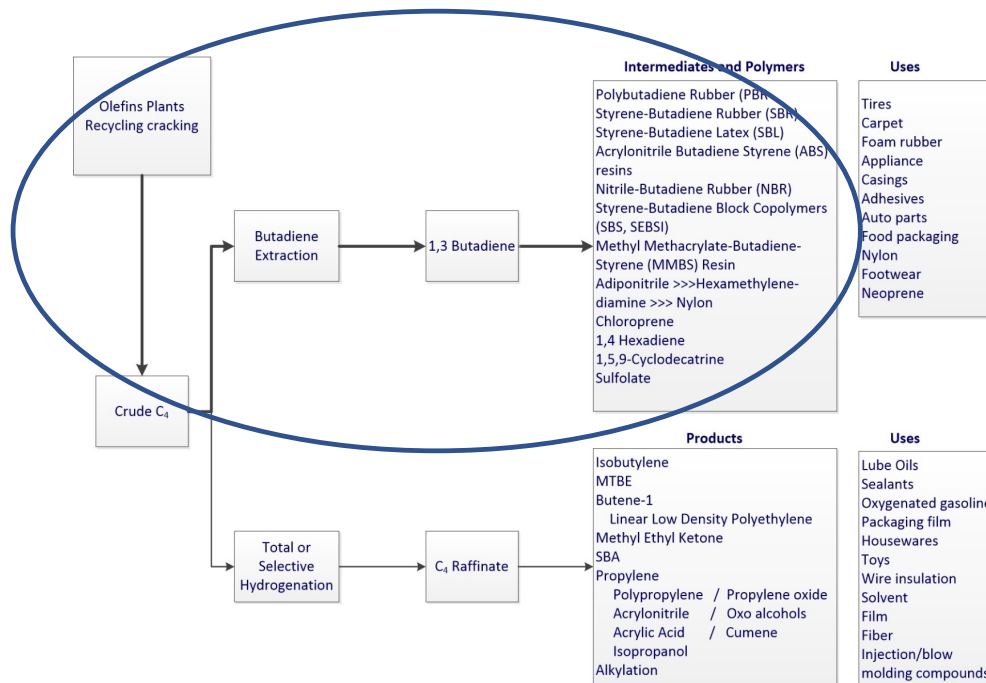 Olefins Plants
Recycling cracking
Butadiene
Extraction
1,3 Butadiene
Crude C₄
Intermediates and Polymers
Polybutadiene Rubber (PBR
Styrene-Butadiene Rubber (SBR)
Styrene-Butadiene Latex (SBL)
Acrylonitrile Butadiene Styrene (ABS)
resins
Nitrile-Butadiene Rubber (NBR)
Styrene-Butadiene Block Copolymers
(SBS, SEBSI)
Methyl Methacrylate-Butadiene-
Styrene (MMBS) Resin
Adiponitrile >>>Hexamethylene-
diamine >>> Nylon
Chloroprene
1,4 Hexadiene
1,5,9-Cyclodecatrine
Sulfolate
Uses
Tires
Carpet
Foam rubber
Appliance
Casings
Adhesives
Auto parts
Food packaging
Nylon
Footwear
Neoprene
Total or
Selective
Hydrogenation
C₄ Raffinate
Products
Isobutylene
MTBE
Butene-1
Linear Low Density Polyethylene
Methyl Ethyl Ketone
SBA
Propylene
Polypropylene / Propylene oxide
Acrylonitrile / Oxo alcohols
Acrylic Acid / Cumene
Isopropanol
Alkylation
Uses
Lube Oils
Sealants
Oxygenated gasoline
Packaging film
Housewares
Toys
Wire insulation
Solvent
Film
Fiber
Injection/blow
molding compounds